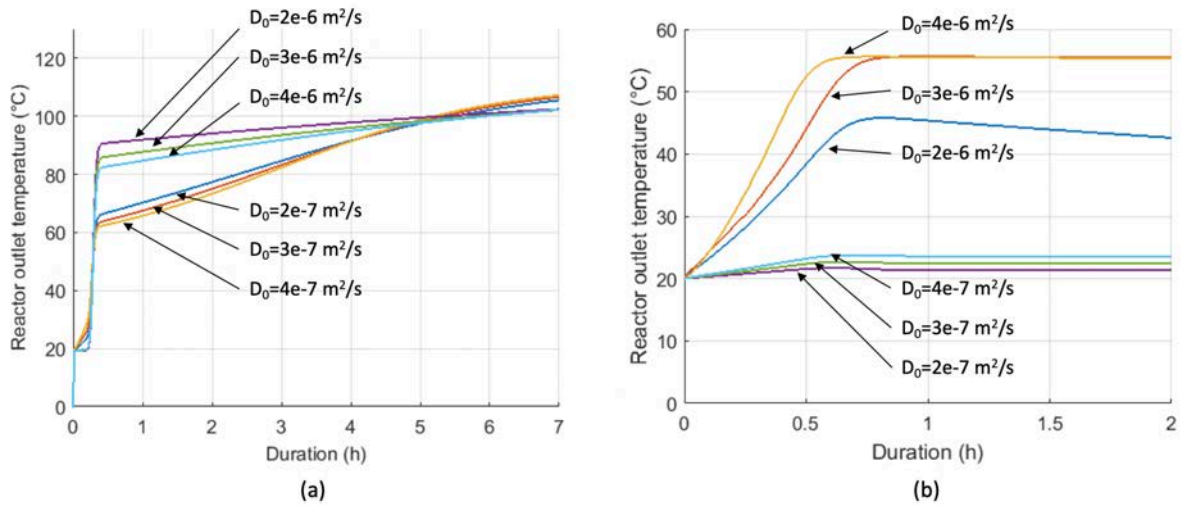 D₀=2e-6 m²/s
D₀=3e-6 m²/s
D₀=4e-6 m²/s
D₀=2e-7 m²/s
D₀=3e-7 m²/s
D₀=4e-7 m²/s
Reactor outlet temperature (°C)
120
100
80
60
40
20
0
0 1 2 3 4 5 6 7
Duration (h)
(a)
D₀=4e-6 m²/s
D₀=3e-6 m²/s
D₀=2e-6 m²/s
D₀=4e-7 m²/s
D₀=3e-7 m²/s
D₀=2e-7 m²/s
Reactor outlet temperature (°C)
60
50
40
30
20
10
0
0 0.5 1 1.5 2
Duration (h)
(b)